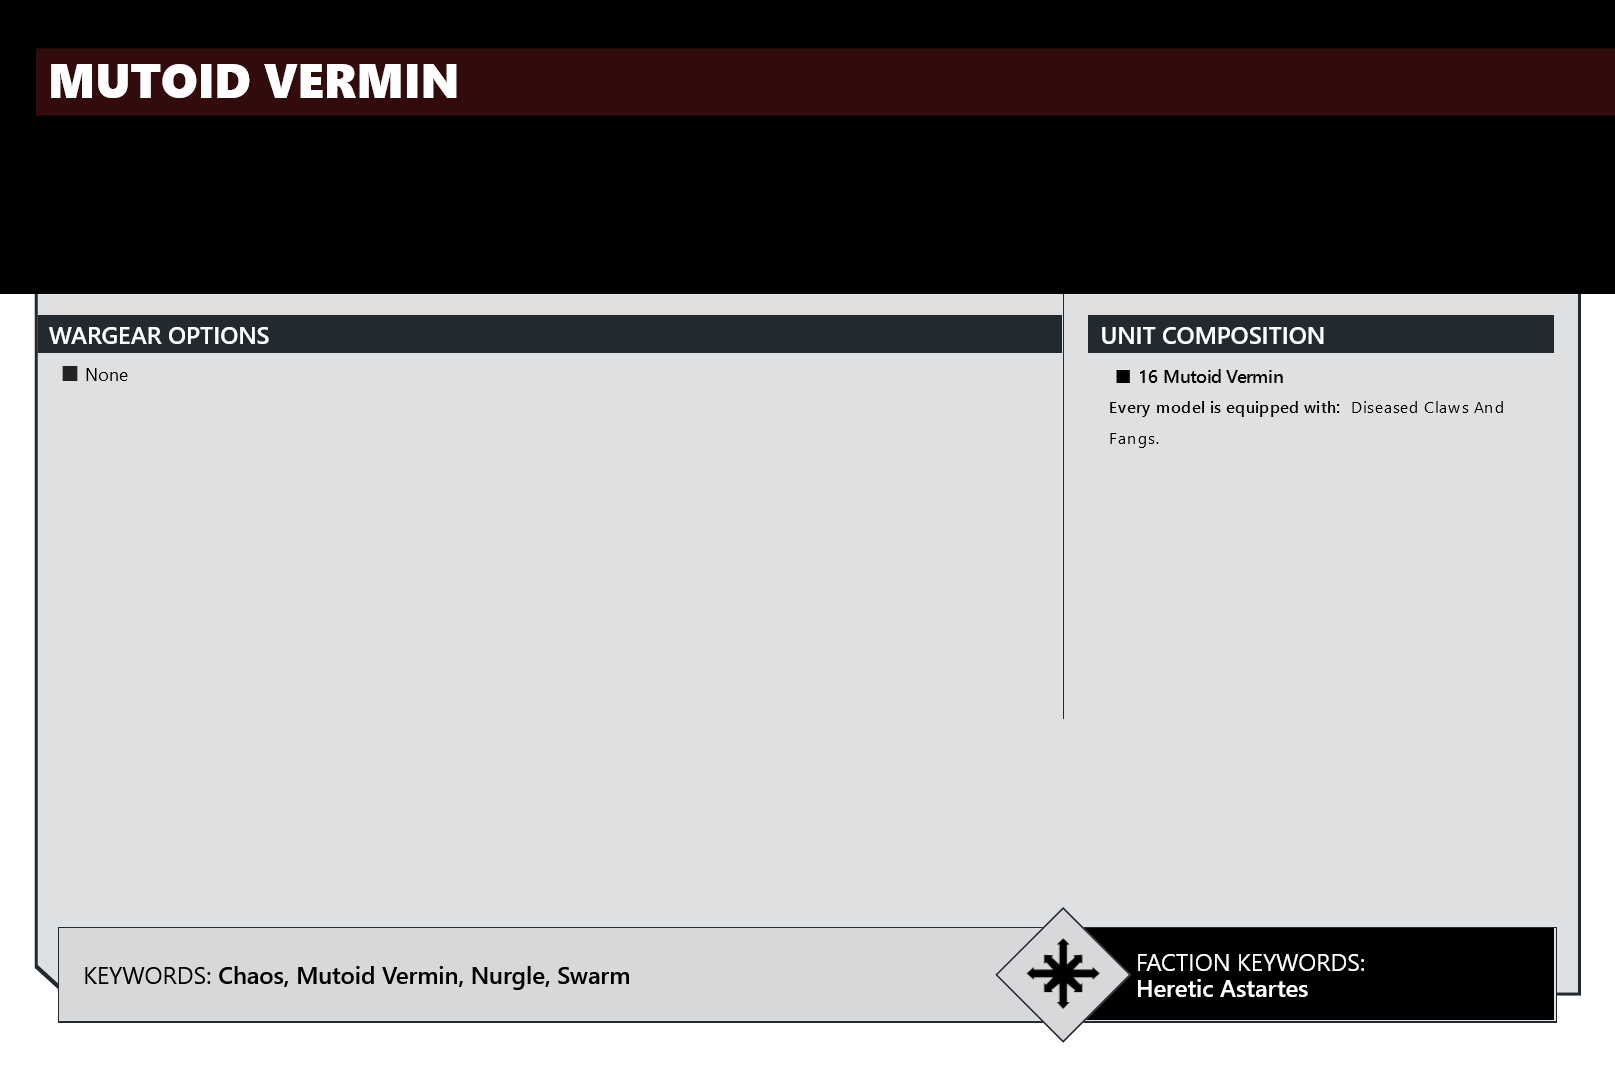 MUTOID VERMIN
WARGEAR OPTIONS
■ None
UNIT COMPOSITION
■ 16 Mutoid Vermin
Every model is equipped with: Diseased Claws And
Fangs.
KEYWORDS: Chaos, Mutoid Vermin, Nurgle, Swarm
FACTION KEYWORDS:
Heretic Astartes